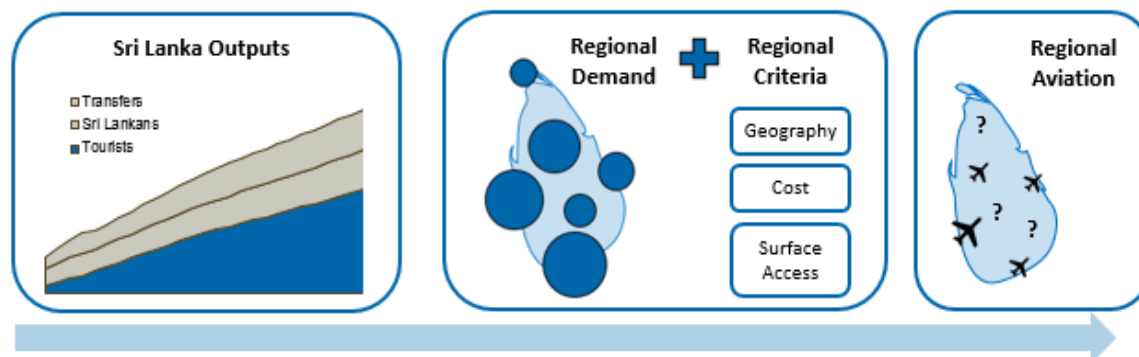 Sri Lanka Outputs
Transfers
Sri Lankans
Tourists
Regional
Demand
Regional
Criteria
Geography
Cost
Surface
Access
Regional
Aviation
?
?
?